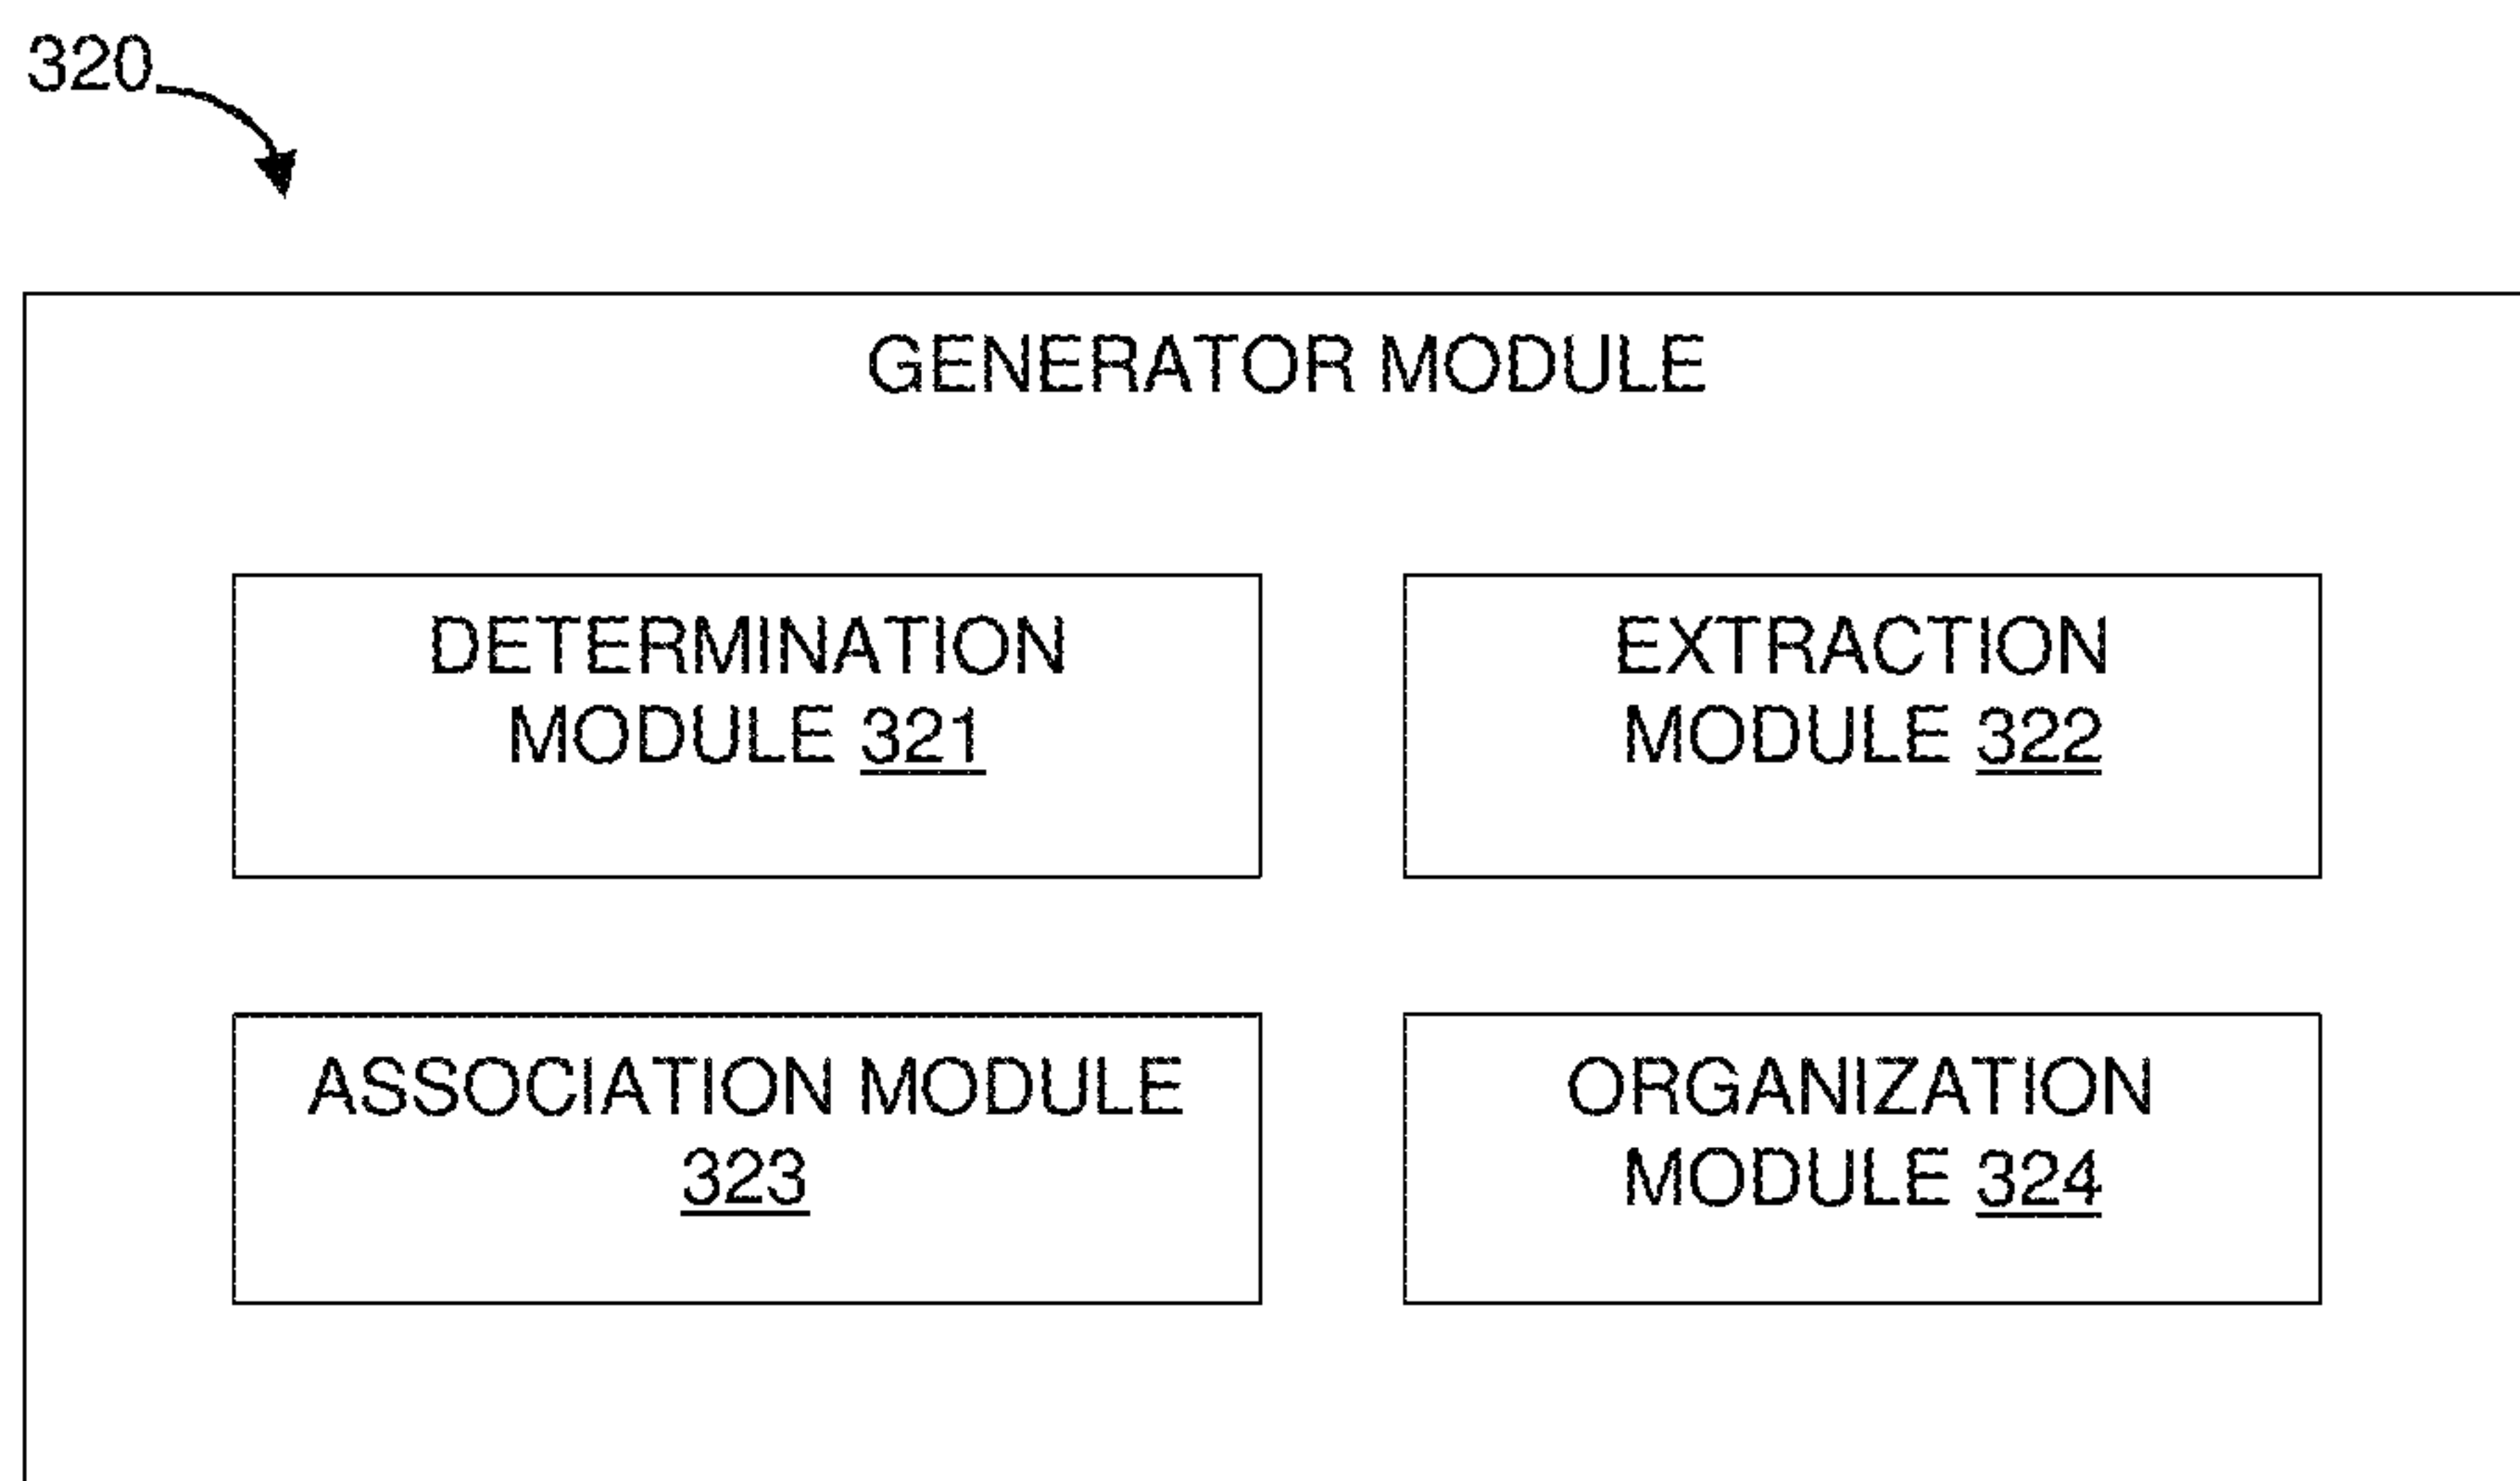 320
GENERATOR MODULE
DETERMINATION
MODULE 321
EXTRACTION
MODULE 322
ASSOCIATION MODULE
323
ORGANIZATION
MODULE 324